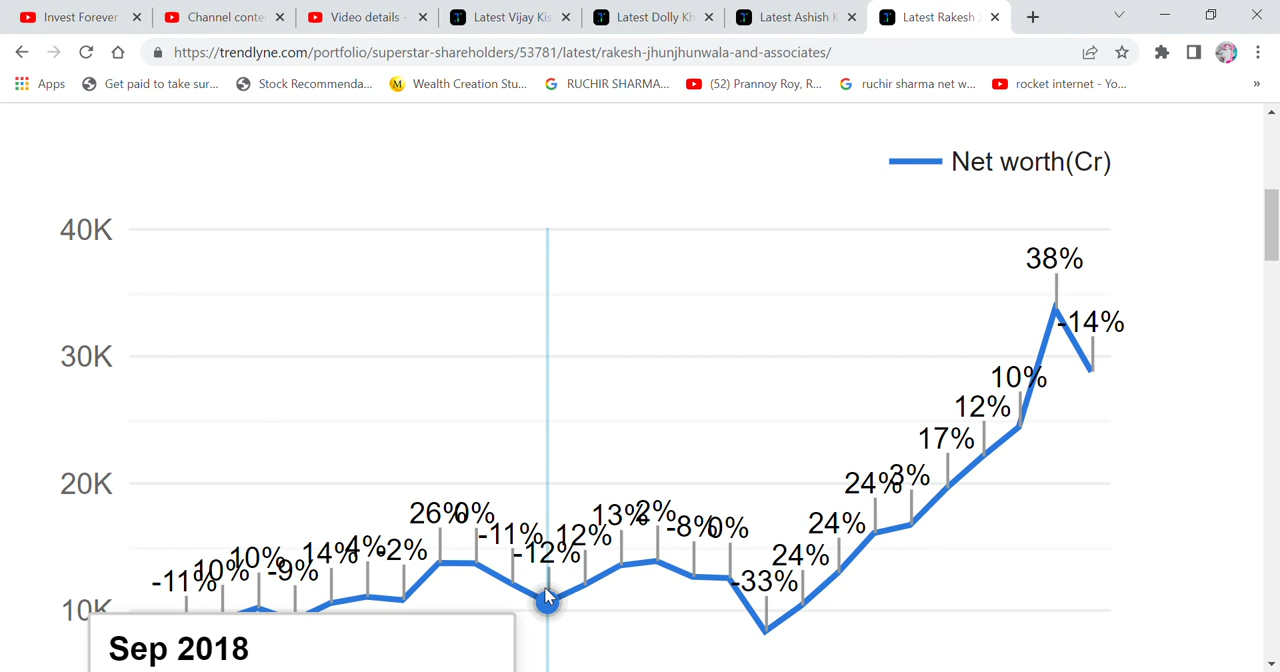 Invest Forever
Channel conte
Video details -
Latest Vijay Kis
Latest Dolly Kh
Latest Ashish K
Latest Rakesh J
https://trendlyne.com/portfolio/superstar-shareholders/53781/latest/rakesh-jhunjhunwala-and-associates/
Apps
Get paid to take sur...
Stock Recommenda...
M
Wealth Creation Stu...
RUCHIR SHARMA...
(52) Prannoy Roy, R...
ruchir sharma net w...
rocket internet - Yo...
»
Net worth(Cr)
40K
30K
20K
10K
-11%
10%
10%
-9%
14%
4%
-2%
26%
0%
-11%
-12%
12%
13%
2%
-8%
0%
-33%
24%
24%
24%
3%
17%
12%
10%
38%
-14%
Sep 2018